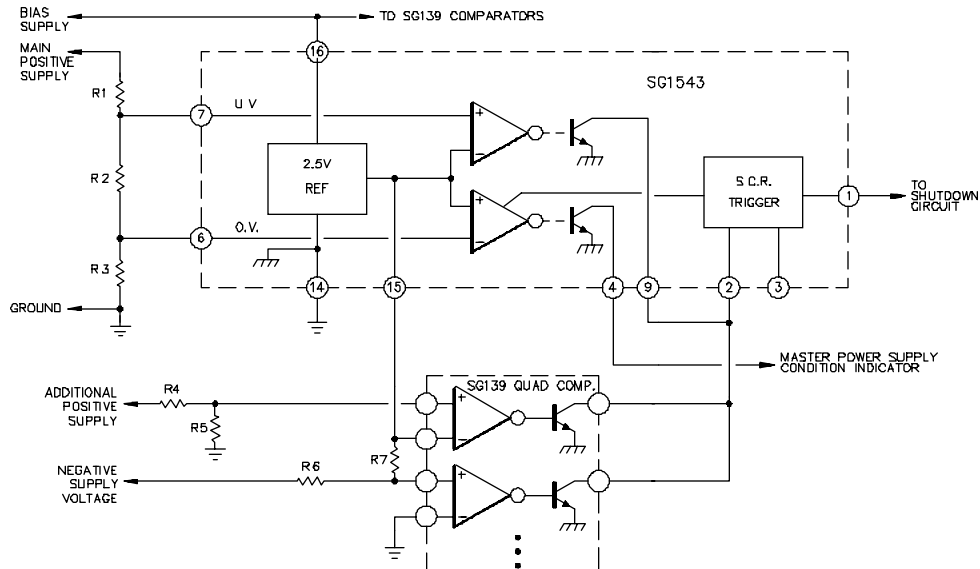 BIAS
SUPPLY
TO SG139 COMPARATORS
MAIN
POSITIVE
SUPPLY
16
SG1543
R1
7
U V
+
−
2.5V
REF
R2
S.C.R.
TRIGGER
1
TO
SHUTDOWN
CIRCUIT
+
−
6
O.V.
R3
14
15
4
9
2
3
GROUND
MASTER POWER SUPPLY
CONDITION INDICATOR
SG139 QUAD COMP.
ADDITIONAL
POSITIVE
SUPPLY
R4
R5
+
−
R7
NEGATIVE
SUPPLY
VOLTAGE
R6
+
−